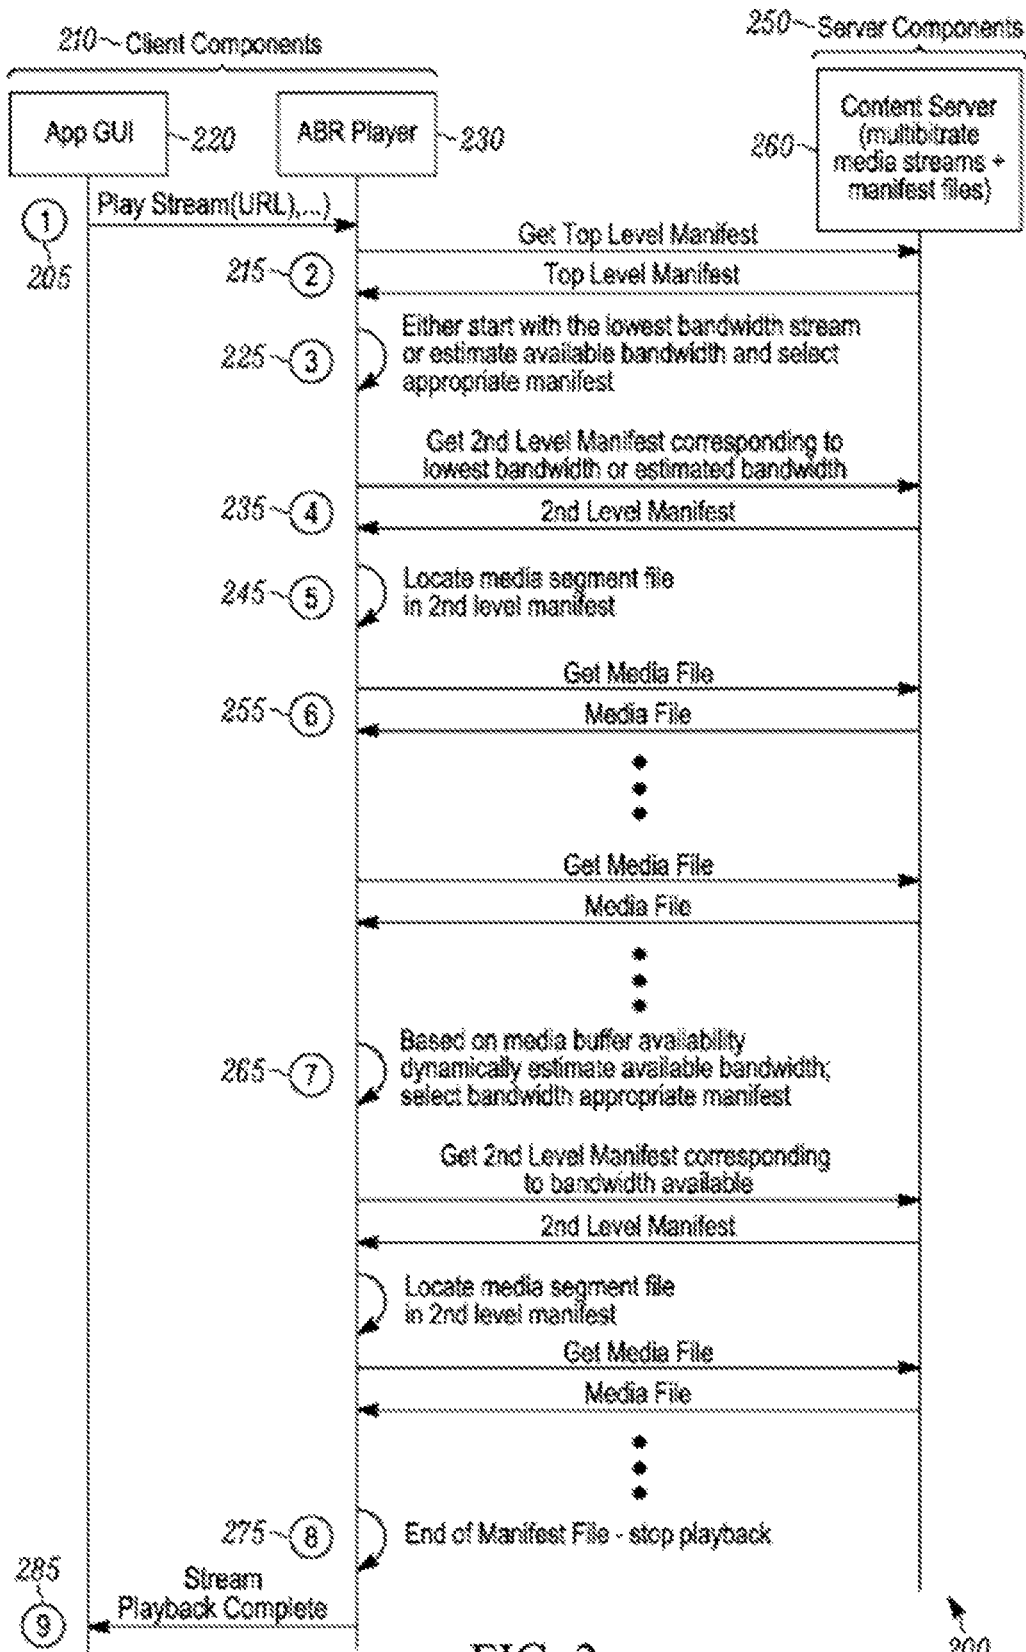 210 Client Components
250 Server Components
App GUI
220
ABR Player
230
260
Content Server
(multibitrate
media streams +
manifest files)
1
205
Play Stream(URL),...)
Get Top Level Manifest
215 2
Top Level Manifest
225 3
Either start with the lowest bandwidth stream
or estimate available bandwidth and select
appropriate manifest
Get 2nd Level Manifest corresponding to
lowest bandwidth or estimated bandwidth
235 4
2nd Level Manifest
245 5
Locate media segment file
in 2nd level manifest
Get Media File
255 6
Media File
Get Media File
Media File
265 7
Based on media buffer availability
dynamically estimate available bandwidth;
select bandwidth appropriate manifest
Get 2nd Level Manifest corresponding
to bandwidth available
2nd Level Manifest
Locate media segment file
in 2nd level manifest
Get Media File
Media File
275 8
End of Manifest File - stop playback
285
9
Stream
Playback Complete